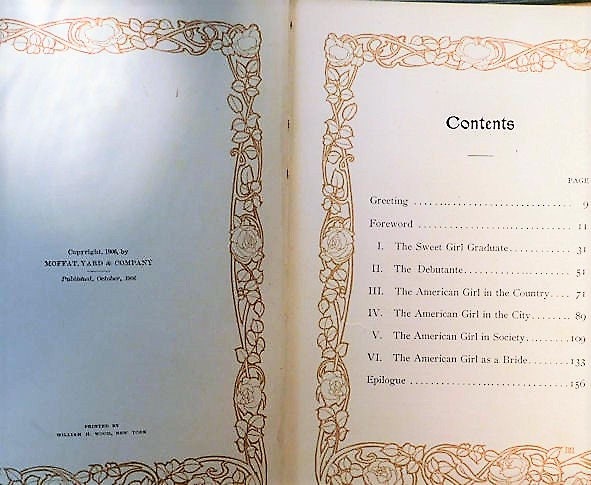 Copyright, 1906, by
MOFFAT, YARD & COMPANY
Published, October, 1906
PRINTED BY
WILLIAM H. WOOD, NEW YORK
Contents
PAGE
Greeting .............................. 9
Foreword .............................. 11
I. The Sweet Girl Graduate............ 31
II. The Debutante..................... 51
III. The American Girl in the Country.... 71
IV. The American Girl in the City........ 89
V. The American Girl in Society......... 109
VI. The American Girl as a Bride........ 133
Epilogue .............................. 156